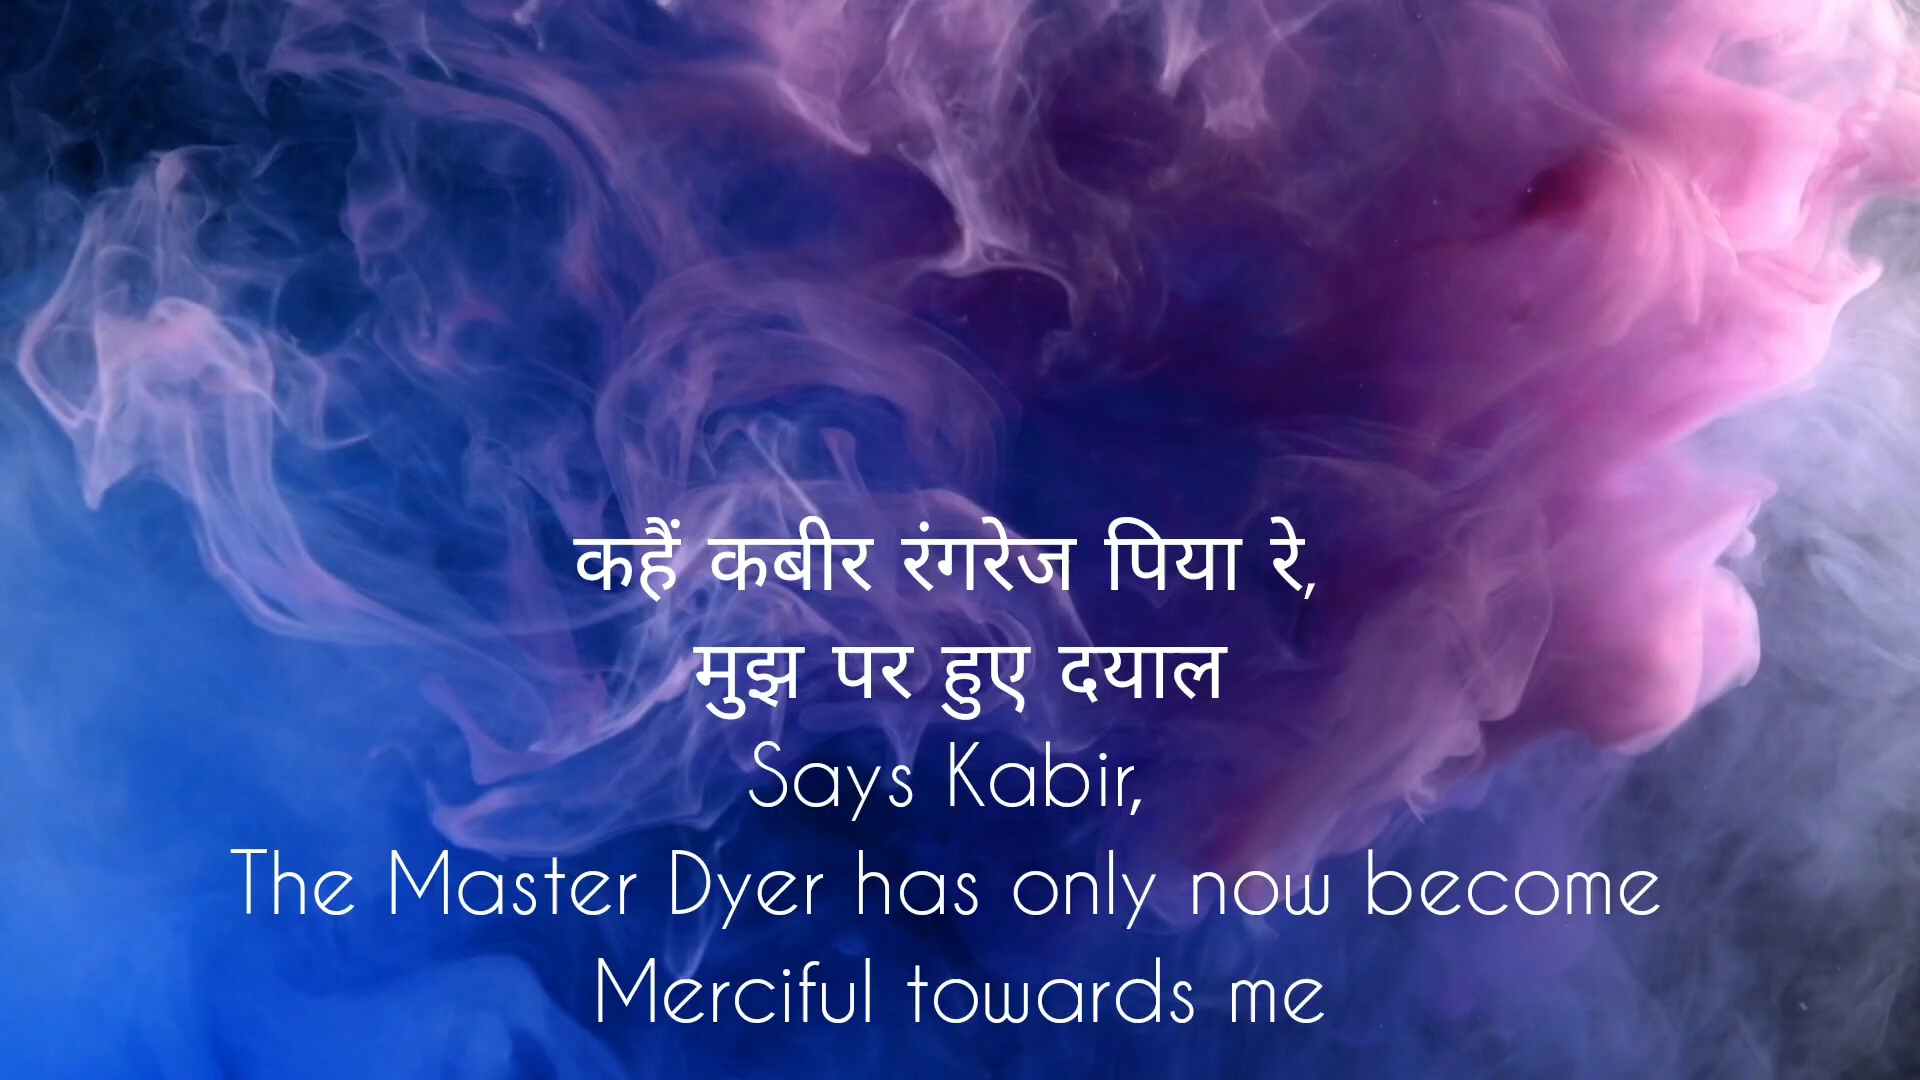 कहैं कबीर रंगरेज पिया रे,
मुझ पर हुए दयाल
Says Kabir,
The Master Dyer has only now become
Merciful towards me